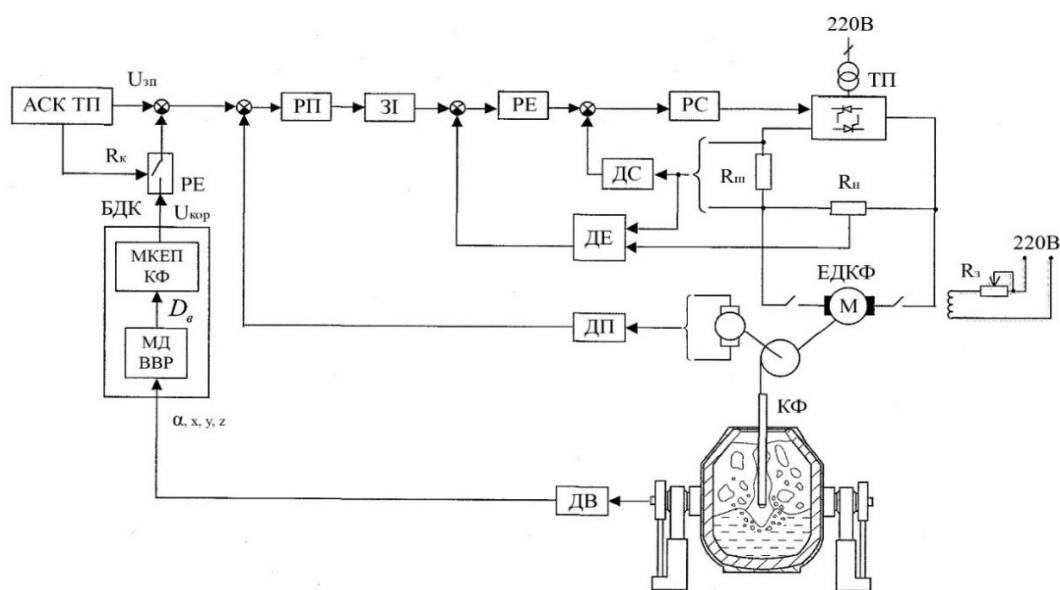 220В
U зп
ТП
АСК ТП
РП
ЗІ
РЕ
РС
Rк
РЕ
ДС
Rш
Rн
БДК
Uкор
ДЕ
220В
МКЕП
КФ
ЕДКФ
Rз
М
Dв
ДП
МД
ВВР
КФ
α, x, y, z
ДВ